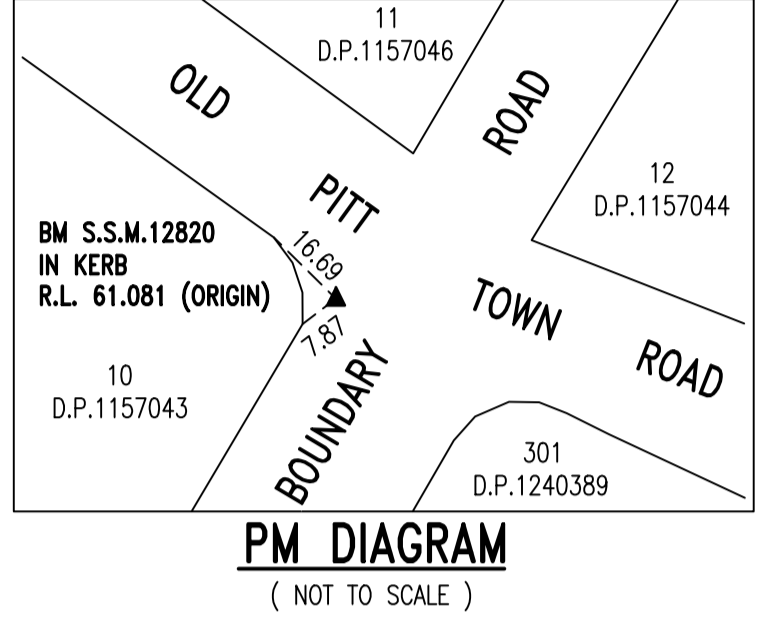 11
D.P.1157046
OLD
ROAD
12
D.P.1157044
PITT
BM S.S.M.12820
IN KERB
R.L. 61.081 (ORIGIN)
16.69
7.87
TOWN
ROAD
BOUNDARY
10
D.P.1157043
301
D.P.1240389
PM DIAGRAM
( NOT TO SCALE )